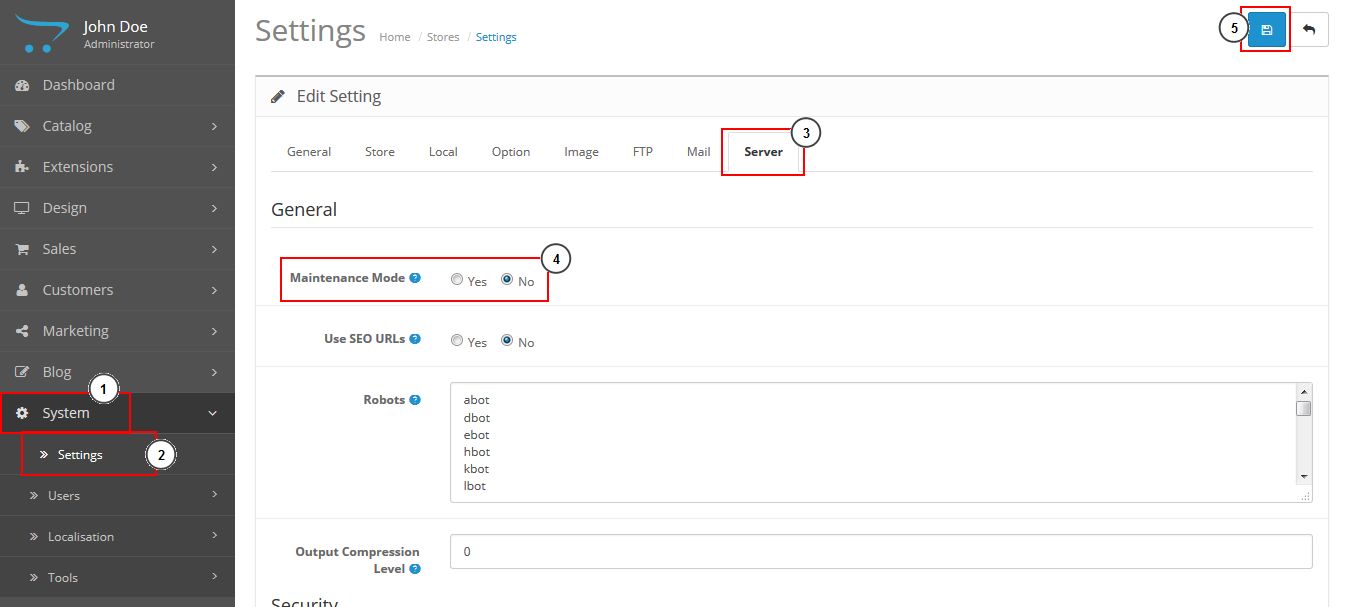 John Doe
Administrator
Dashboard
Catalog
Extensions
Design
Sales
Customers
Marketing
Blog
1
System
Settings
2
Users
Localisation
Tools
Settings
Home / Stores / Settings
5
Edit Setting
General Store Local Option Image FTP Mail Server
3
General
4
Maintenance Mode ? Yes No
Use SEO URLs ? Yes No
Robots ?
abot
dbot
ebot
hbot
kbot
lbot
Output Compression
Level ?
0
Security